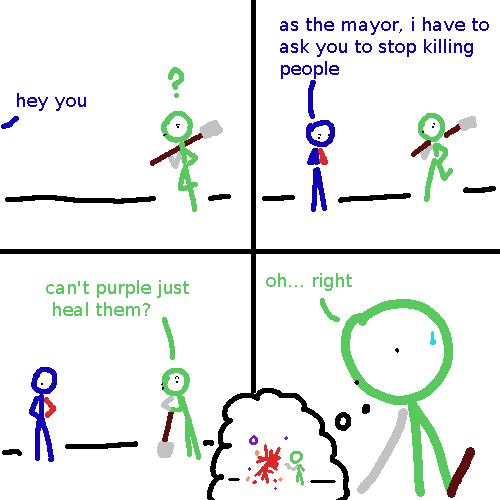 hey you
?
as the mayor, i have to
ask you to stop killing
people
can't purple just
heal them?
oh... right